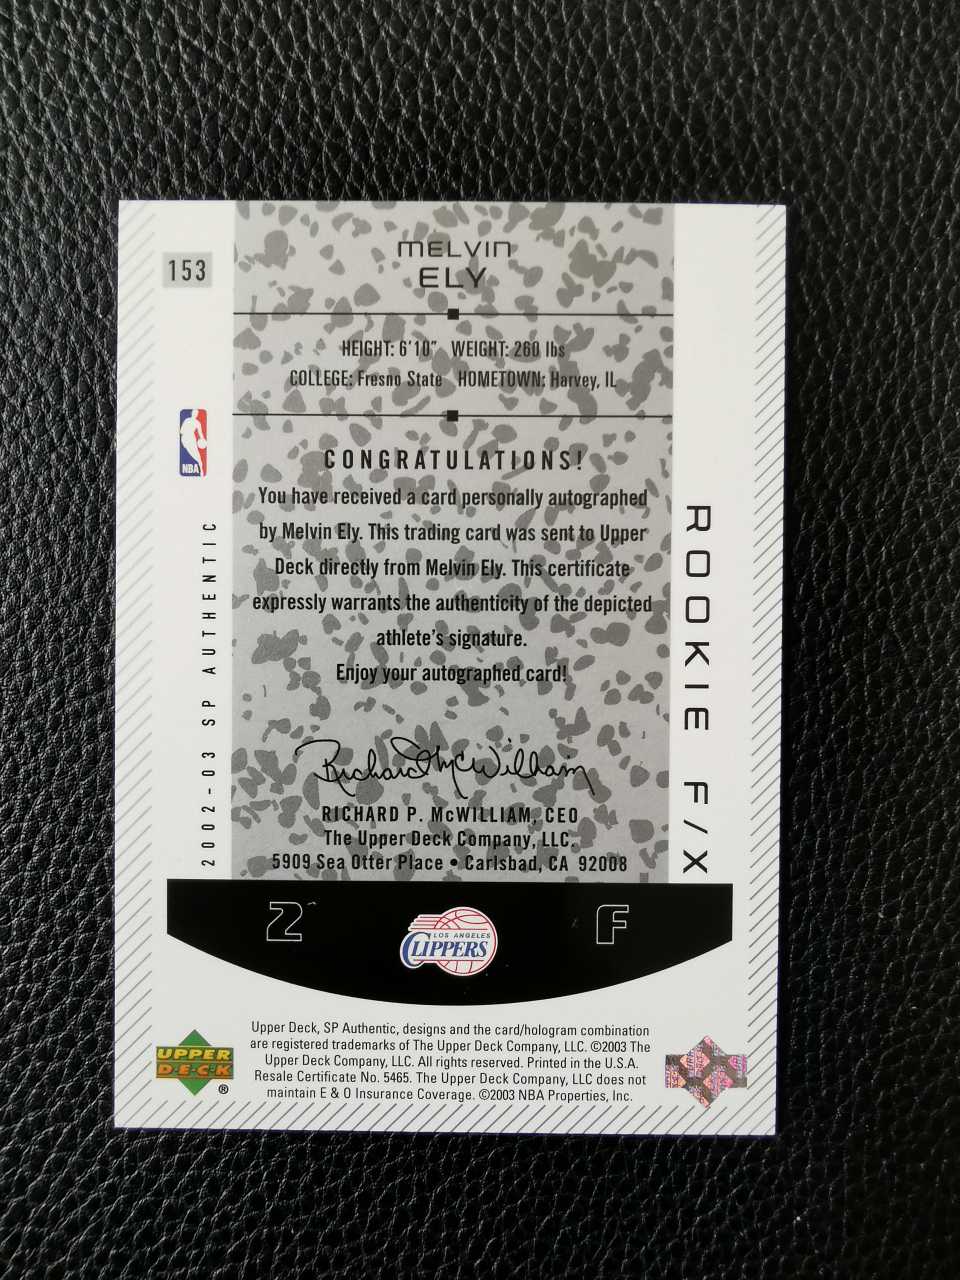 153
MELVIN
ELY
HEIGHT: 6'10" WEIGHT: 260 lbs
COLLEGE: Fresno State HOMETOWN: Harvey, IL
NBA
CONGRATULATIONS!
You have received a card personally autographed
by Melvin Ely. This trading card was sent to Upper
Deck directly from Melvin Ely. This certificate
expressly warrants the authenticity of the depicted
athlete's signature.
Enjoy your autographed card!
2002-03 SP AUTHENTIC
ROOKIE F/X
Richard P McWilliam
RICHARD P. McWILLIAM, CEO
The Upper Deck Company, LLC.
5909 Sea Otter Place • Carlsbad, CA 92008
2
LOS ANGELES
CLIPPERS
F
Upper Deck, SP Authentic, designs and the card/hologram combination
are registered trademarks of The Upper Deck Company, LLC. ©2003 The
Upper Deck Company, LLC. All rights reserved. Printed in the U.S.A.
Resale Certificate No. 5465. The Upper Deck Company, LLC does not
maintain E & O Insurance Coverage. ©2003 NBA Properties, Inc.
UPPER
DECK
®